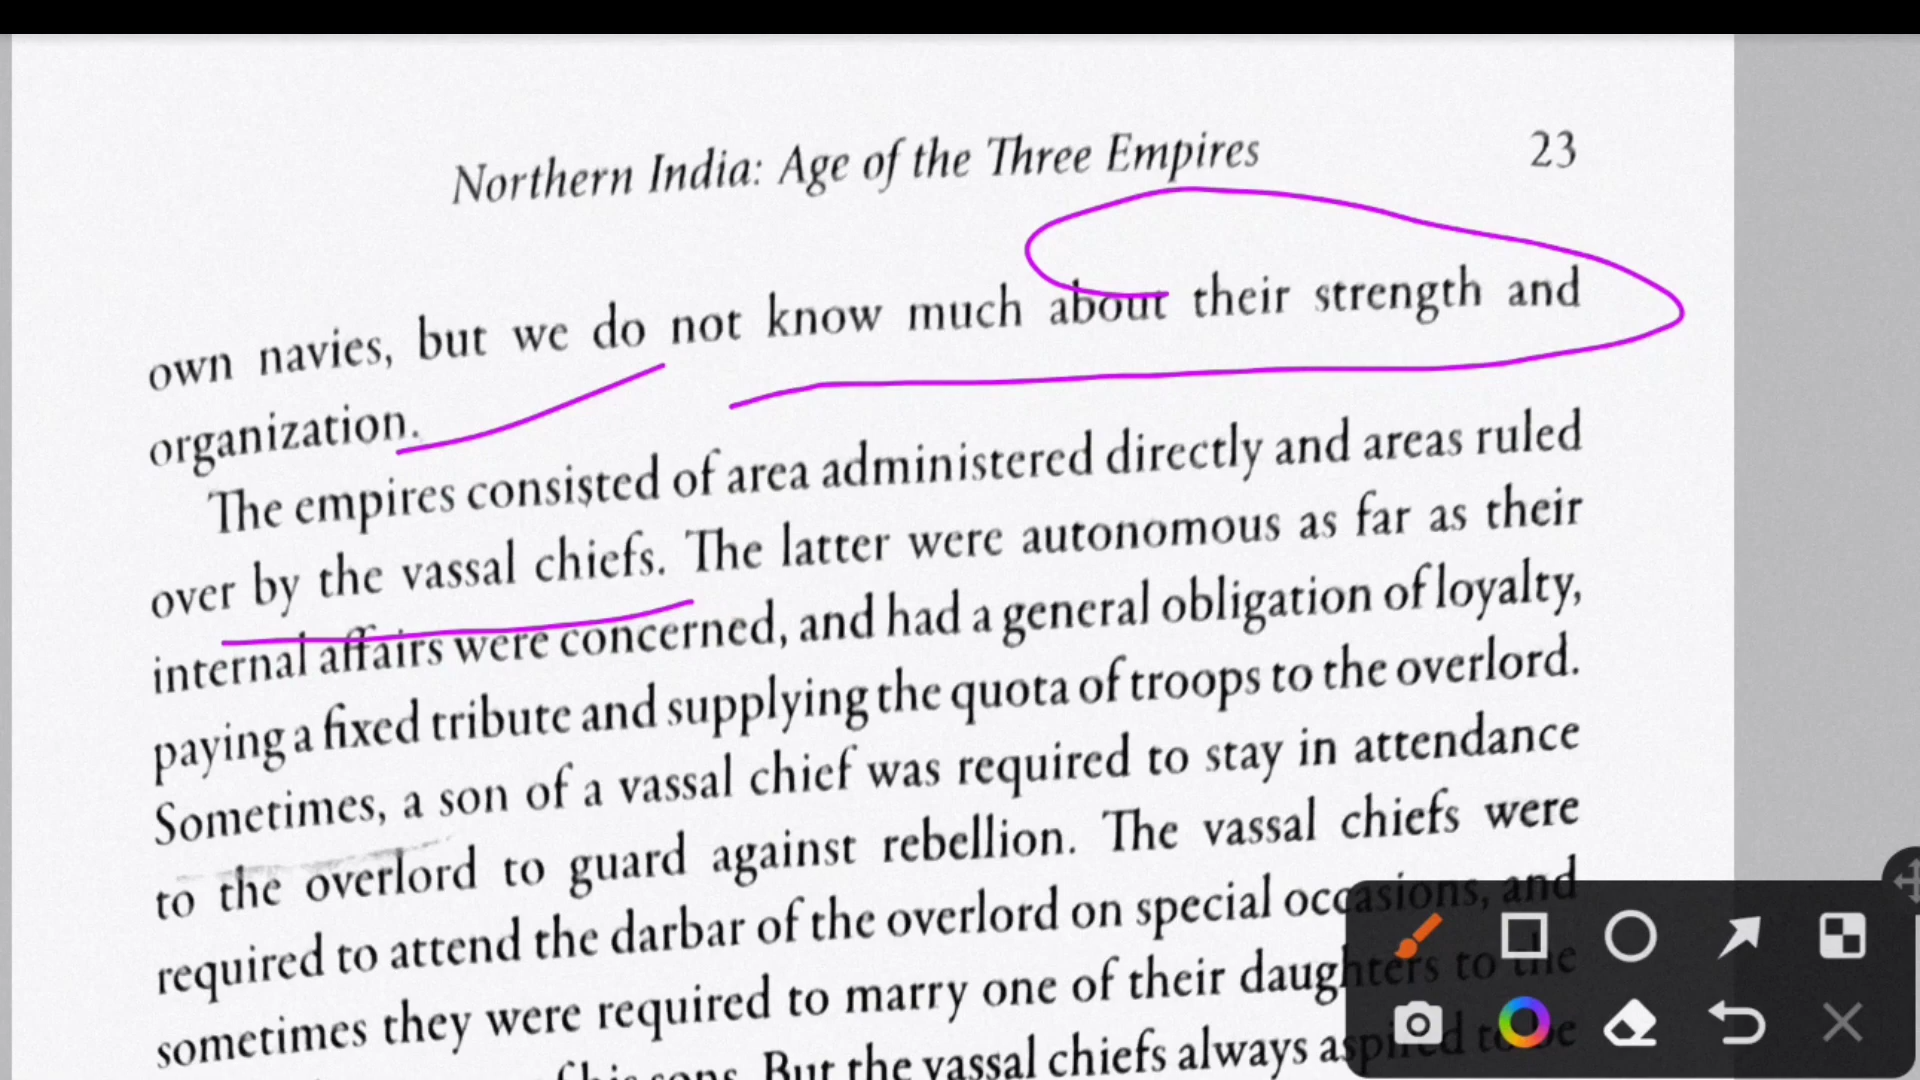 Northern India: Age of the Three Empires 23
own navies, but we do not know much about their strength and
organization.
The empires consisted of area administered directly and areas ruled
over by the vassal chiefs. The latter were autonomous as far as their
internal affairs were concerned, and had a general obligation of loyalty,
paying a fixed tribute and supplying the quota of troops to the overlord.
Sometimes, a son of a vassal chief was required to stay in attendance
to the overlord to guard against rebellion. The vassal chiefs were
required to attend the darbar of the overlord on special occasions, and
sometimes they were required to marry one of their daughters to the
sons. But the vassal chiefs always aspired to be